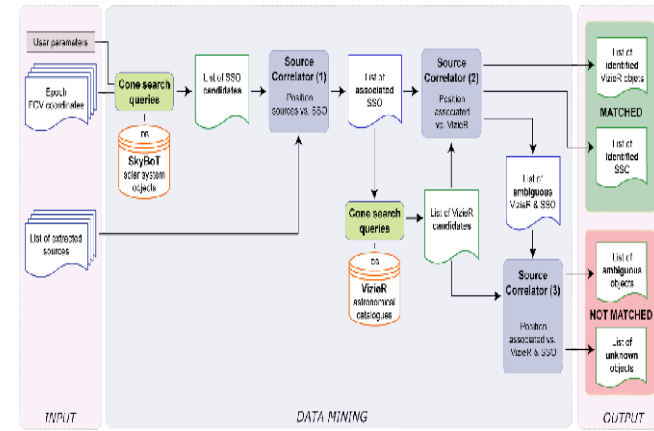 User parameters
Epoch
FOV coordinates
Cone search
queries
List of SSO
candidates
Source
Correlator (1)
Position
sources vs. SSO
List of
associated
SSO
Source
Correlator (2)
Position
associated
vs. VizieR
List of
identified
VizieR objets
MATCHED
List of
identified
SSC
SkyBoT
solar system
objects
List of extracted
sources
Cone search
queries
List of VizieR
candidates
List of
ambiguous
VizieR & SSO
VizieR
astronomical
catalogues
Source
Correlator (3)
Position
associated vs.
VizieR & SSO
List of
ambiguous
objects
NOT MATCHED
List of
unknown
objects
INPUT
DATA MINING
OUTPUT